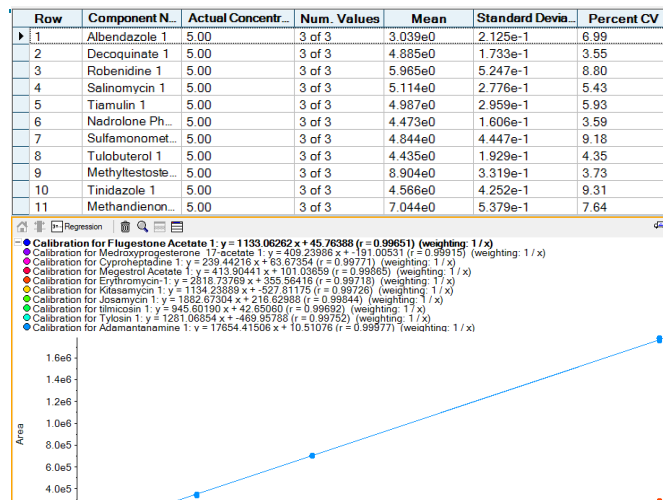 Row Component N... Actual Concentr... Num. Values Mean Standard Devia... Percent CV
1 Albendazole 1 5.00 3 of 3 3.039e0 2.125e-1 6.99
2 Decoquinate 1 5.00 3 of 3 4.885e0 1.733e-1 3.55
3 Robenidine 1 5.00 3 of 3 5.965e0 5.247e-1 8.80
4 Salinomycin 1 5.00 3 of 3 5.114e0 2.776e-1 5.43
5 Tiamulin 1 5.00 3 of 3 4.987e0 2.959e-1 5.93
6 Nadrolone Ph... 5.00 3 of 3 4.473e0 1.606e-1 3.59
7 Sulfamonomet... 5.00 3 of 3 4.844e0 4.447e-1 9.18
8 Tulobuterol 1 5.00 3 of 3 4.435e0 1.929e-1 4.35
9 Methyltestoste... 5.00 3 of 3 8.904e0 3.319e-1 3.73
10 Tinidazole 1 5.00 3 of 3 4.566e0 4.252e-1 9.31
11 Methandienon... 5.00 3 of 3 7.044e0 5.379e-1 7.64
Regression
Calibration for Flugestone Acetate 1: y = 1133.06262 x + 45.76388 (r = 0.99651) (weighting: 1 / x)
Calibration for Medroxyprogesterone 17-acetate 1: y = 409.23986 x + -191.00531 (r = 0.99915) (weighting: 1 / x)
Calibration for Cyproheptadine 1: y = 239.44216 x + 63.67354 (r = 0.99771) (weighting: 1 / x)
Calibration for Megestrol Acetate 1: y = 413.90441 x + 101.03659 (r = 0.99865) (weighting: 1 / x)
Calibration for Erythromycin-1: y = 2818.73769 x + 355.56416 (r = 0.99718) (weighting: 1 / x)
Calibration for Kitasamycin 1: y = 1134.23889 x + -527.81175 (r = 0.99726) (weighting: 1 / x)
Calibration for Josamycin 1: y = 1882.67304 x + 216.62988 (r = 0.99844) (weighting: 1 / x)
Calibration for tilmicosin 1: y = 945.60190 x + 42.65060 (r = 0.99692) (weighting: 1 / x)
Calibration for Tylosin 1: y = 1281.06854 x + -469.95788 (r = 0.99752) (weighting: 1 / x)
Calibration for Adamantanamine 1: y = 17654.41506 x + 10.51076 (r = 0.99977) (weighting: 1 / x)
1.6e6
1.4e6
1.2e6
1.0e6
Area
8.0e5
6.0e5
4.0e5